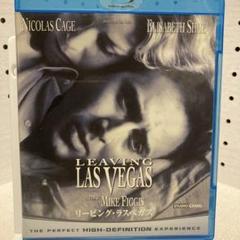 NICOLAS CAGE ELISABETH SHUE
LEAVING
LAS VEGAS
MIKE FIGGIS
リービング・ラスベガス
THE PERFECT HIGH-DEFINITION EXPERIENCE